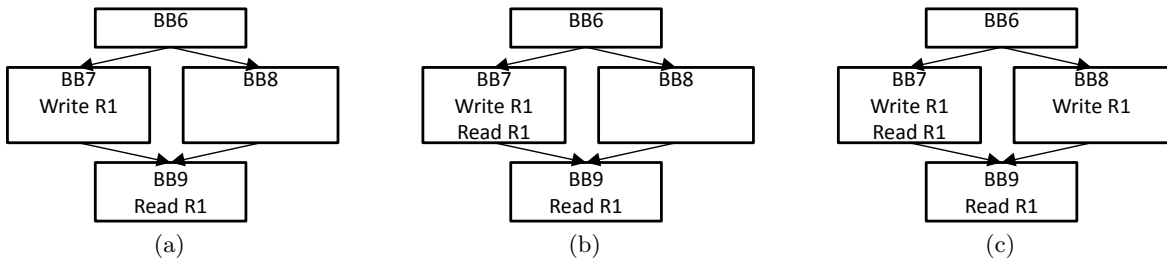 BB6
BB7
Write R1
BB8
BB9
Read R1
(a)
BB6
BB7
Write R1
Read R1
BB8
BB9
Read R1
(b)
BB6
BB7
Write R1
Read R1
BB8
Write R1
BB9
Read R1
(c)